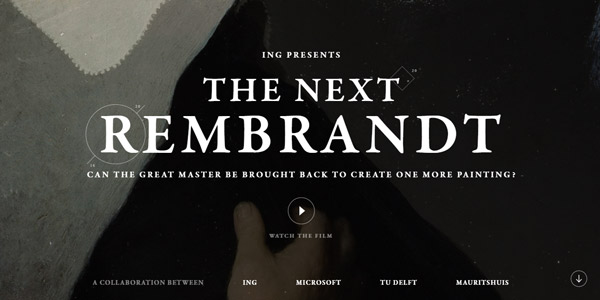 ING PRESENTS
THE NEXT
REMBRANDT
CAN THE GREAT MASTER BE BROUGHT BACK TO CREATE ONE MORE PAINTING?
WATCH THE FILM
A COLLABORATION BETWEEN ING MICROSOFT TU DELFT MAURITSHUIS